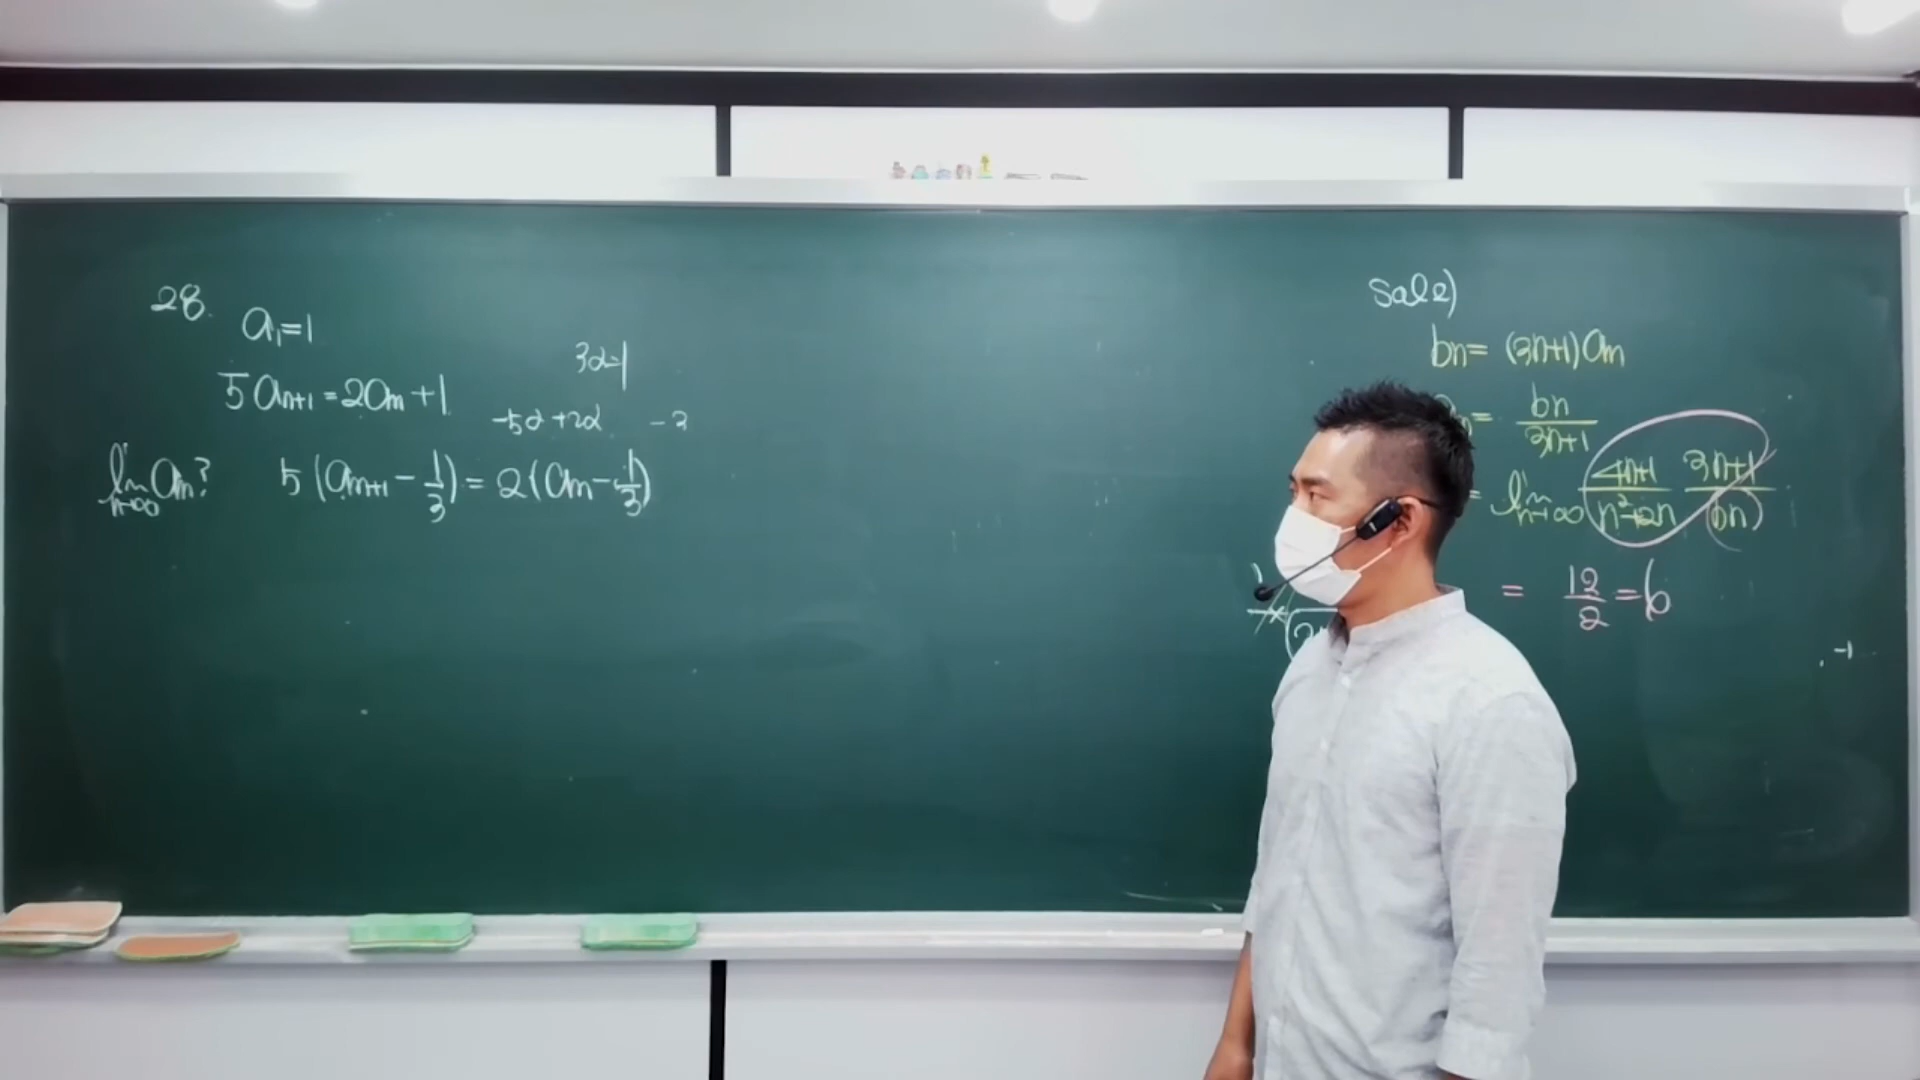 28.
a₁=1
5aₙ₊₁=2aₙ+1
3α=1
-5α+2α -3
lim n→∞ aₙ? 5(aₙ₊₁-1/3)=2(aₙ-1/3)
sol2)
bn=(3n+1)aₙ
= bn/3n+1
= lim n→∞ 4n+1/n²+2n 3n+1/bn
= 12/2=6
-1